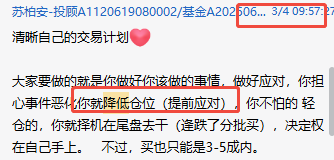 苏柏安-投顾A1120619080002/基金A202506... 3/4 09:57:2
清晰自己的交易计划❤
大家要做的就是你做好你该做的事情，做好应对，你担
心事件恶化你就降低仓位（提前应对），你不怕的 轻
仓的，你就择机在尾盘去干（逢跌了分批买），决定权
在自己手上。 不过，买也只能是3-5成内。